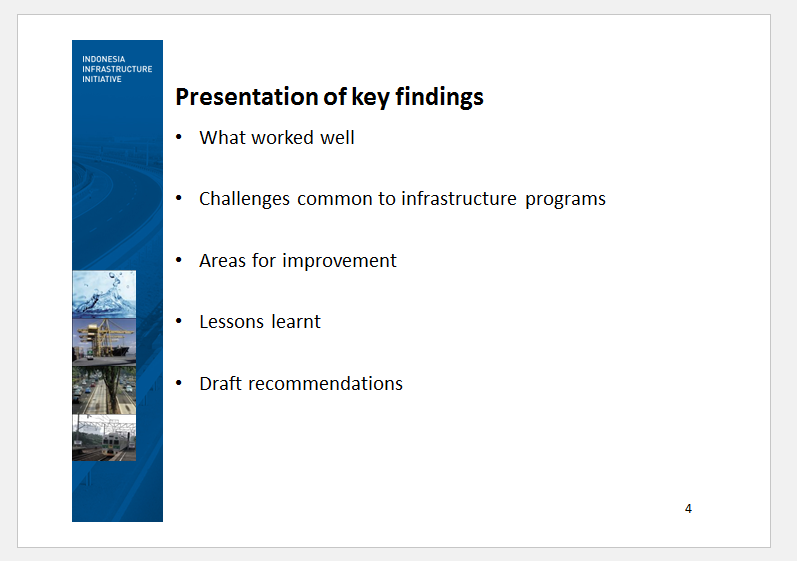 INDONESIA
INFRASTRUCTURE
INITIATIVE
Presentation of key findings
• What worked well
• Challenges common to infrastructure programs
• Areas for improvement
• Lessons learnt
• Draft recommendations
4